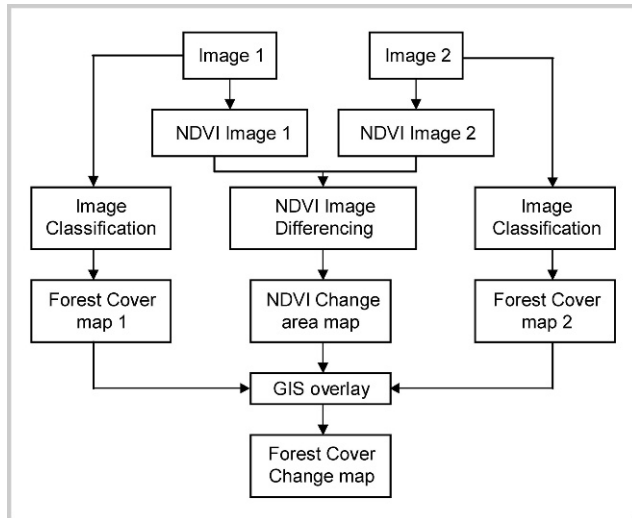 Image 1
Image 2
NDVI Image 1
NDVI Image 2
Image
Classification
NDVI Image
Differencing
Image
Classification
Forest Cover
map 1
NDVI Change
area map
Forest Cover
map 2
GIS overlay
Forest Cover
Change map